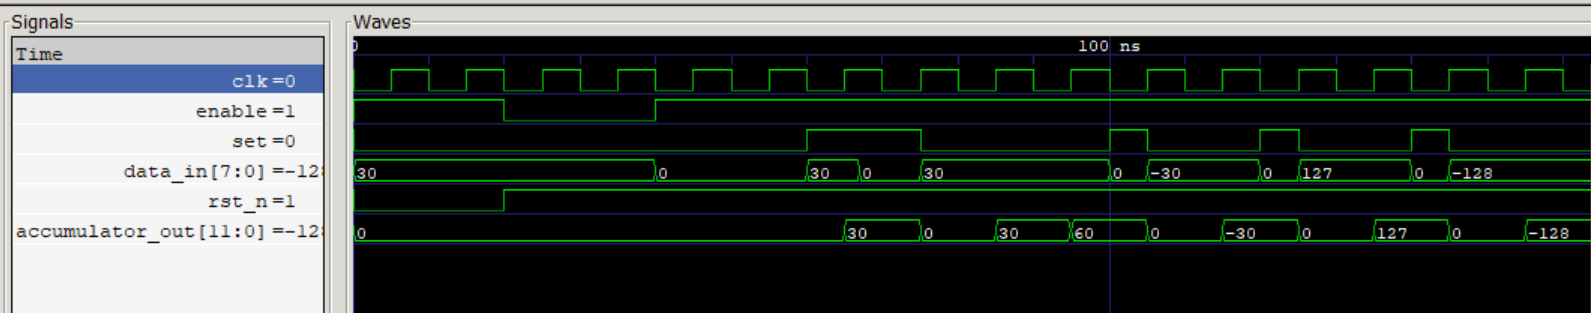 Signals Waves
Time 0 100 ns
clk=0
enable=1
set=0
data_in[7:0]=-128 30 0 30 0 30 0 -30 0 127 0 -128
rst_n=1
accumulator_out[11:0]=-128 0 30 0 30 60 0 -30 0 127 0 -128